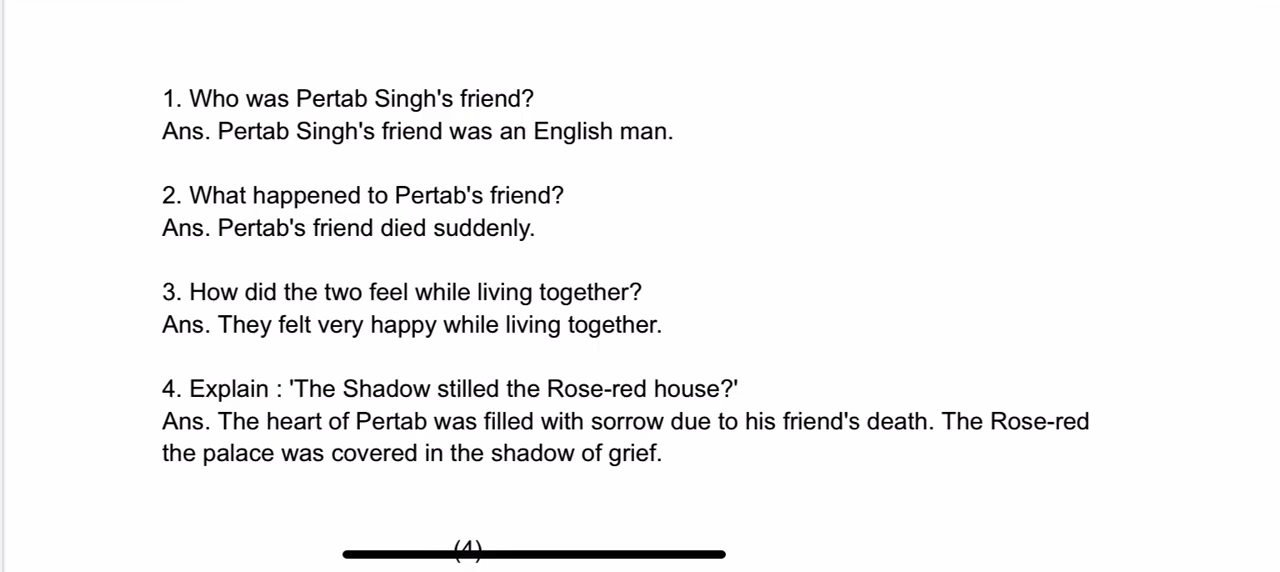 1. Who was Pertab Singh's friend?
Ans. Pertab Singh's friend was an English man.
2. What happened to Pertab's friend?
Ans. Pertab's friend died suddenly.
3. How did the two feel while living together?
Ans. They felt very happy while living together.
4. Explain : 'The Shadow stilled the Rose-red house?'
Ans. The heart of Pertab was filled with sorrow due to his friend's death. The Rose-red
the palace was covered in the shadow of grief.
(4)